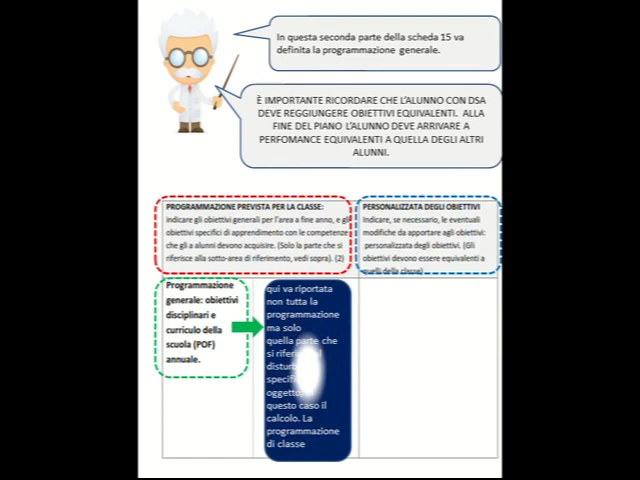 In questa seconda parte della scheda 15 va
definita la programmazione generale.
È IMPORTANTE RICORDARE CHE L'ALUNNO CON DSA
DEVE REGGIUNGERE OBIETTIVI EQUIVALENTI. ALLA
FINE DEL PIANO L'ALUNNO DEVE ARRIVARE A
PERFOMANCE EQUIVALENTI A QUELLA DEGLI ALTRI
ALUNNI.
PROGRAMMAZIONE PREVISTA PER LA CLASSE:
indicare gli obiettivi generali per l'area a fine anno, e gli
obiettivi specifici di apprendimento con le competenze
che gli a alunni devono acquisire. (Solo la parte che si
riferisce alla sotto-area di riferimento, vedi sopra). (2)
PERSONALIZZATA DEGLI OBIETTIVI
Indicare, se necessario, le eventuali
modifiche da apportare agli obiettivi:
personalizzata degli obiettivi. (Gli
obiettivi devono essere equivalenti a
quelli della classe)
Programmazione
generale: obiettivi
disciplinari e
curriculo della
scuola (POF)
annuale.
qui va riportata
non tutta la
programmazione
ma solo
quella parte che
si
disturb
specifi
oggetto,
questo caso il
calcolo. La
programmazione
di classe